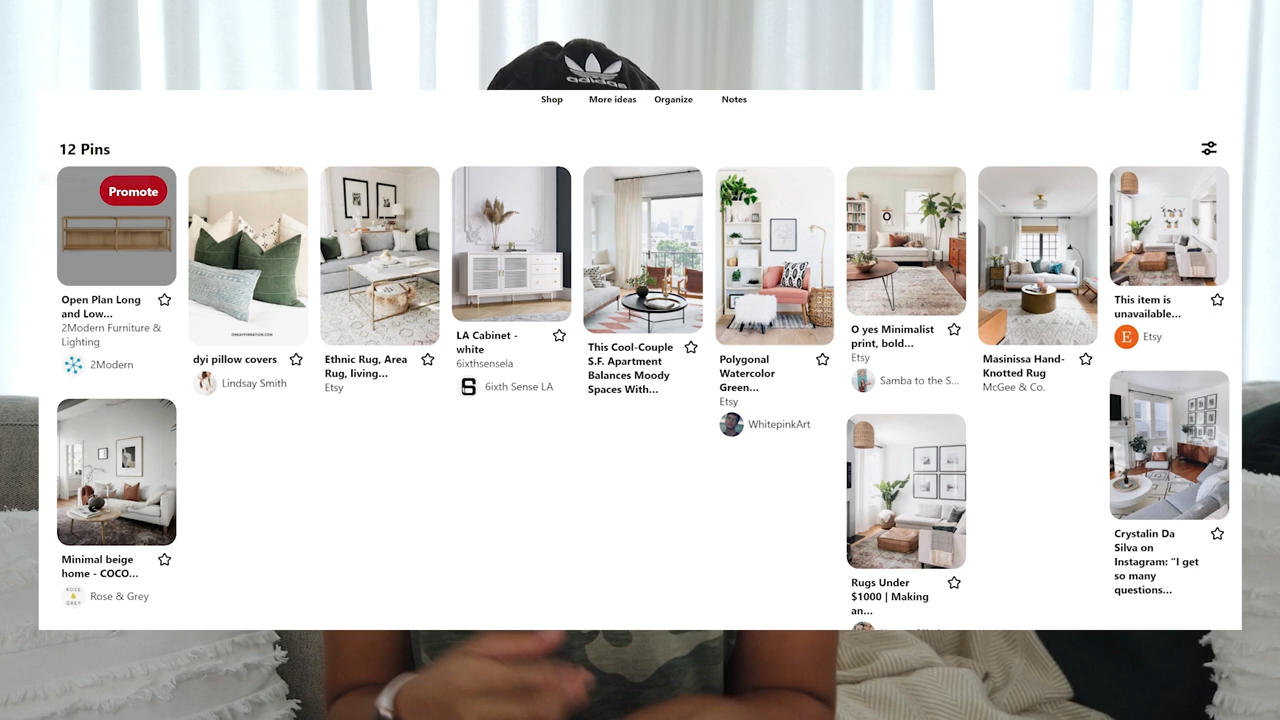 adidas
Shop
More ideas
Organize
Notes
12 Pins
Promote
Open Plan Long
and Low...
2Modern Furniture &
Lighting
2Modern
dyi pillow covers
Lindsay Smith
Ethnic Rug, Area
Rug, living...
Etsy
LA Cabinet -
white
6ixthsensela
6
6ixth Sense LA
This Cool-Couple
S.F. Apartment
Balances Moody
Spaces With...
Polygonal
Watercolor
Green...
Etsy
WhitepinkArt
O yes Minimalist
print, bold...
Etsy
Samba to the S...
Masinissa Hand-
Knotted Rug
McGee & Co.
This item is
unavailable...
E
Etsy
Minimal beige
home - COCO...
ROSE
&
GREY
Rose & Grey
Rugs Under
$1000 | Making
an...
Crystalin Da
Silva on
Instagram: “I get
so many
questions...